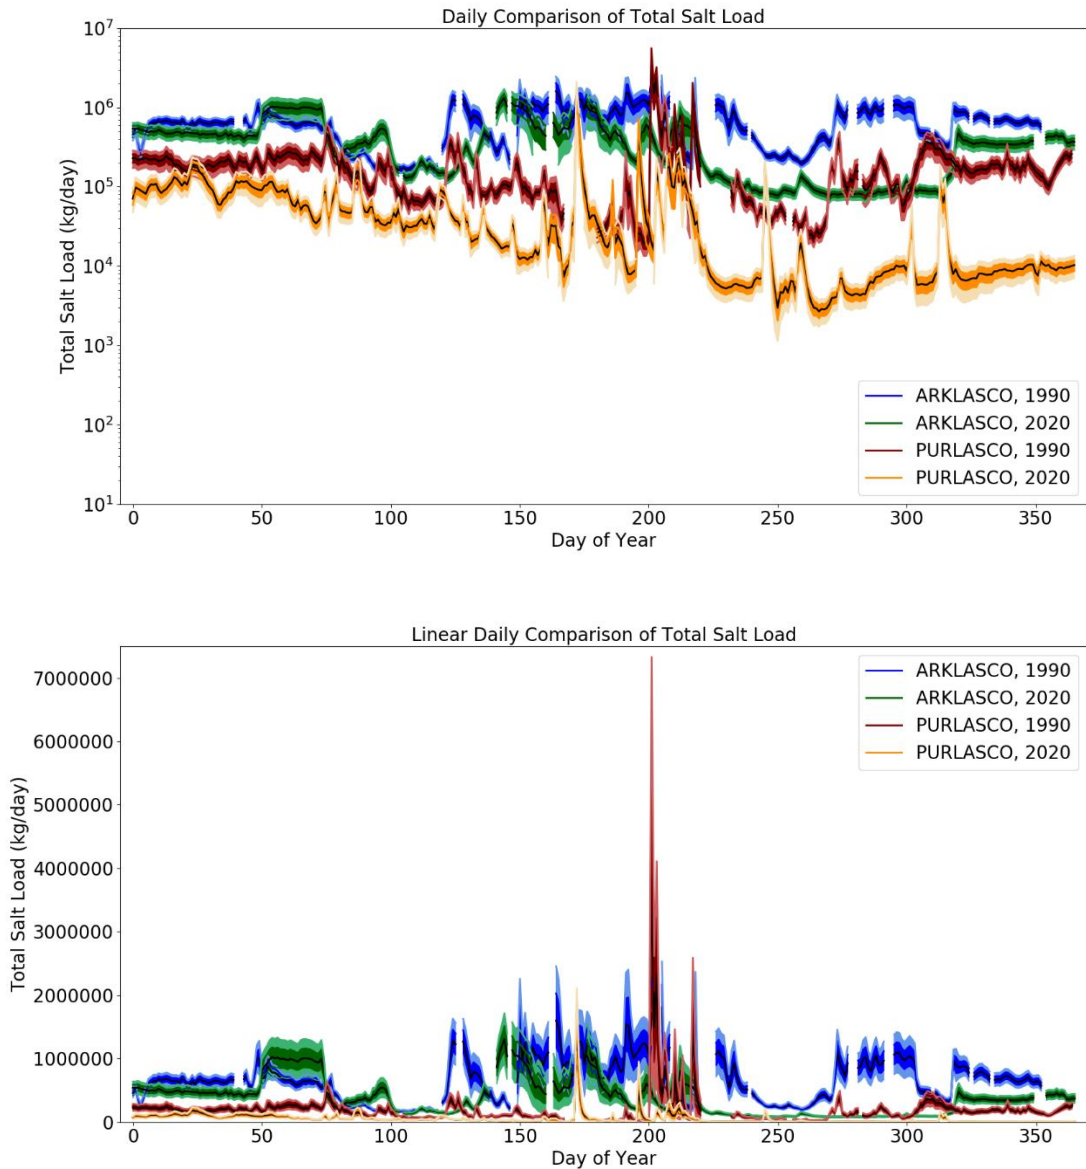 Daily Comparison of Total Salt Load
Total Salt Load (kg/day)
10^7
10^6
10^5
10^4
10^3
10^2
10^1
ARKLASCO, 1990
ARKLASCO, 2020
PURLASCO, 1990
PURLASCO, 2020
0 50 100 150 200 250 300 350
Day of Year
Linear Daily Comparison of Total Salt Load
Total Salt Load (kg/day)
7000000
6000000
5000000
4000000
3000000
2000000
1000000
0
ARKLASCO, 1990
ARKLASCO, 2020
PURLASCO, 1990
PURLASCO, 2020
0 50 100 150 200 250 300 350
Day of Year